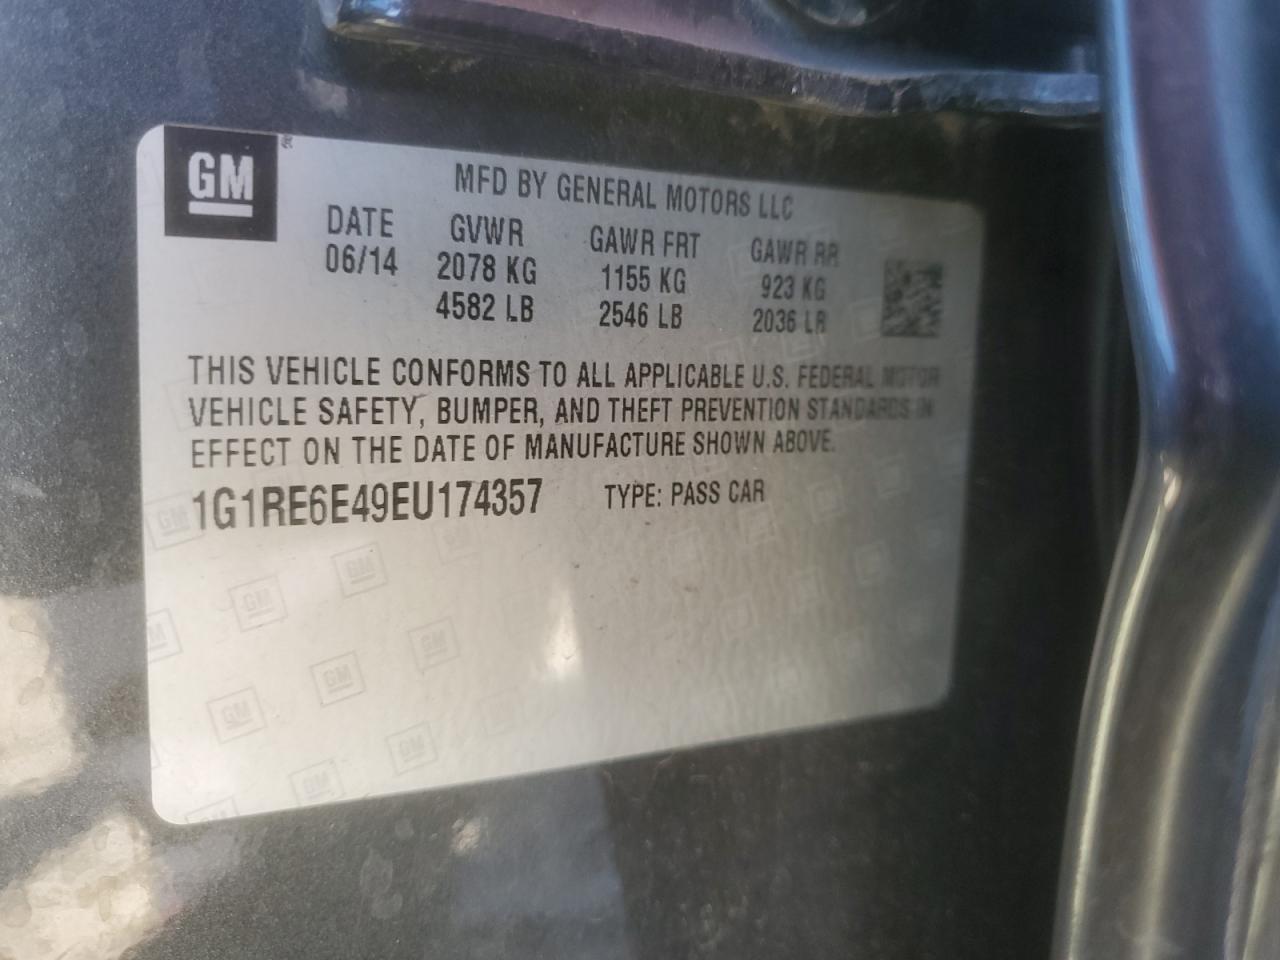 GM
MFD BY GENERAL MOTORS LLC
DATE GVWR GAWR FRT GAWR RR
06/14 2078 KG 1155 KG 923 KG
4582 LB 2546 LB 2036 LB
THIS VEHICLE CONFORMS TO ALL APPLICABLE U.S. FEDERAL MOTOR
VEHICLE SAFETY, BUMPER, AND THEFT PREVENTION STANDARDS IN
EFFECT ON THE DATE OF MANUFACTURE SHOWN ABOVE.
1G1RE6E49EU174357 TYPE: PASS CAR